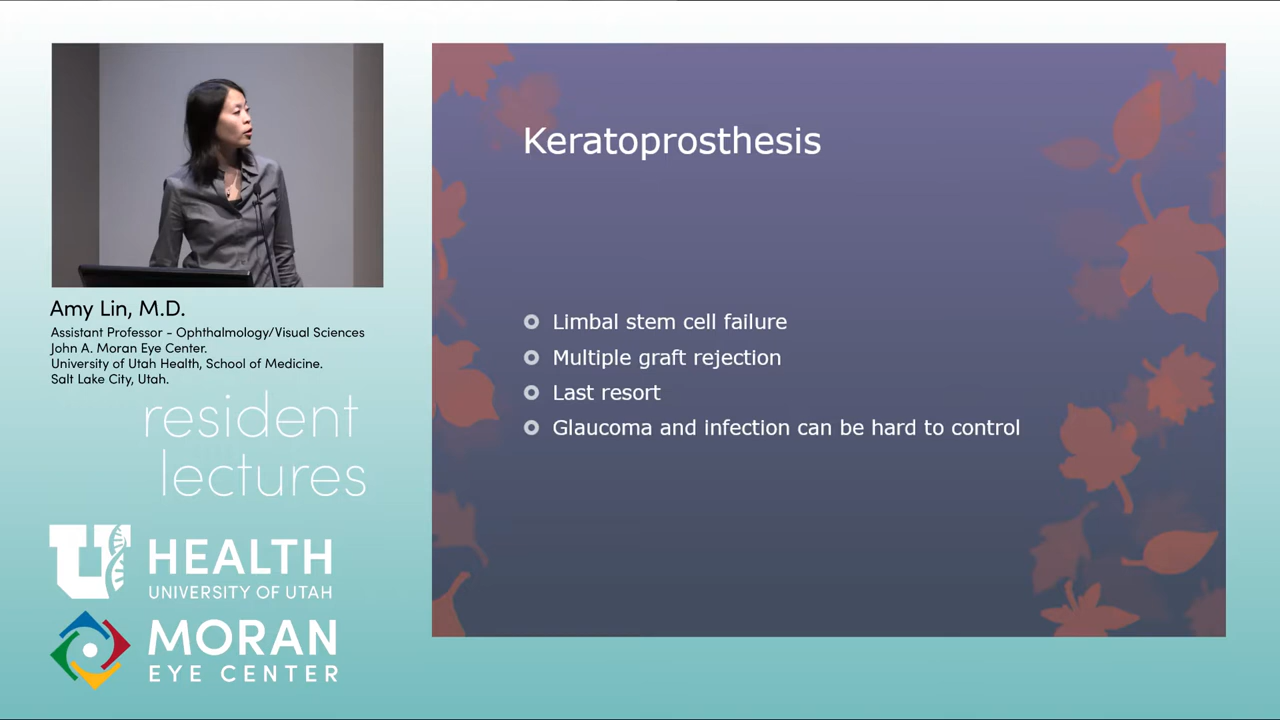 Amy Lin, M.D.
Assistant Professor - Ophthalmology/Visual Sciences
John A. Moran Eye Center.
University of Utah Health, School of Medicine.
Salt Lake City, Utah.
resident
lectures
U HEALTH
UNIVERSITY OF UTAH
MORAN
EYE CENTER
Keratoprosthesis
Limbal stem cell failure
Multiple graft rejection
Last resort
Glaucoma and infection can be hard to control